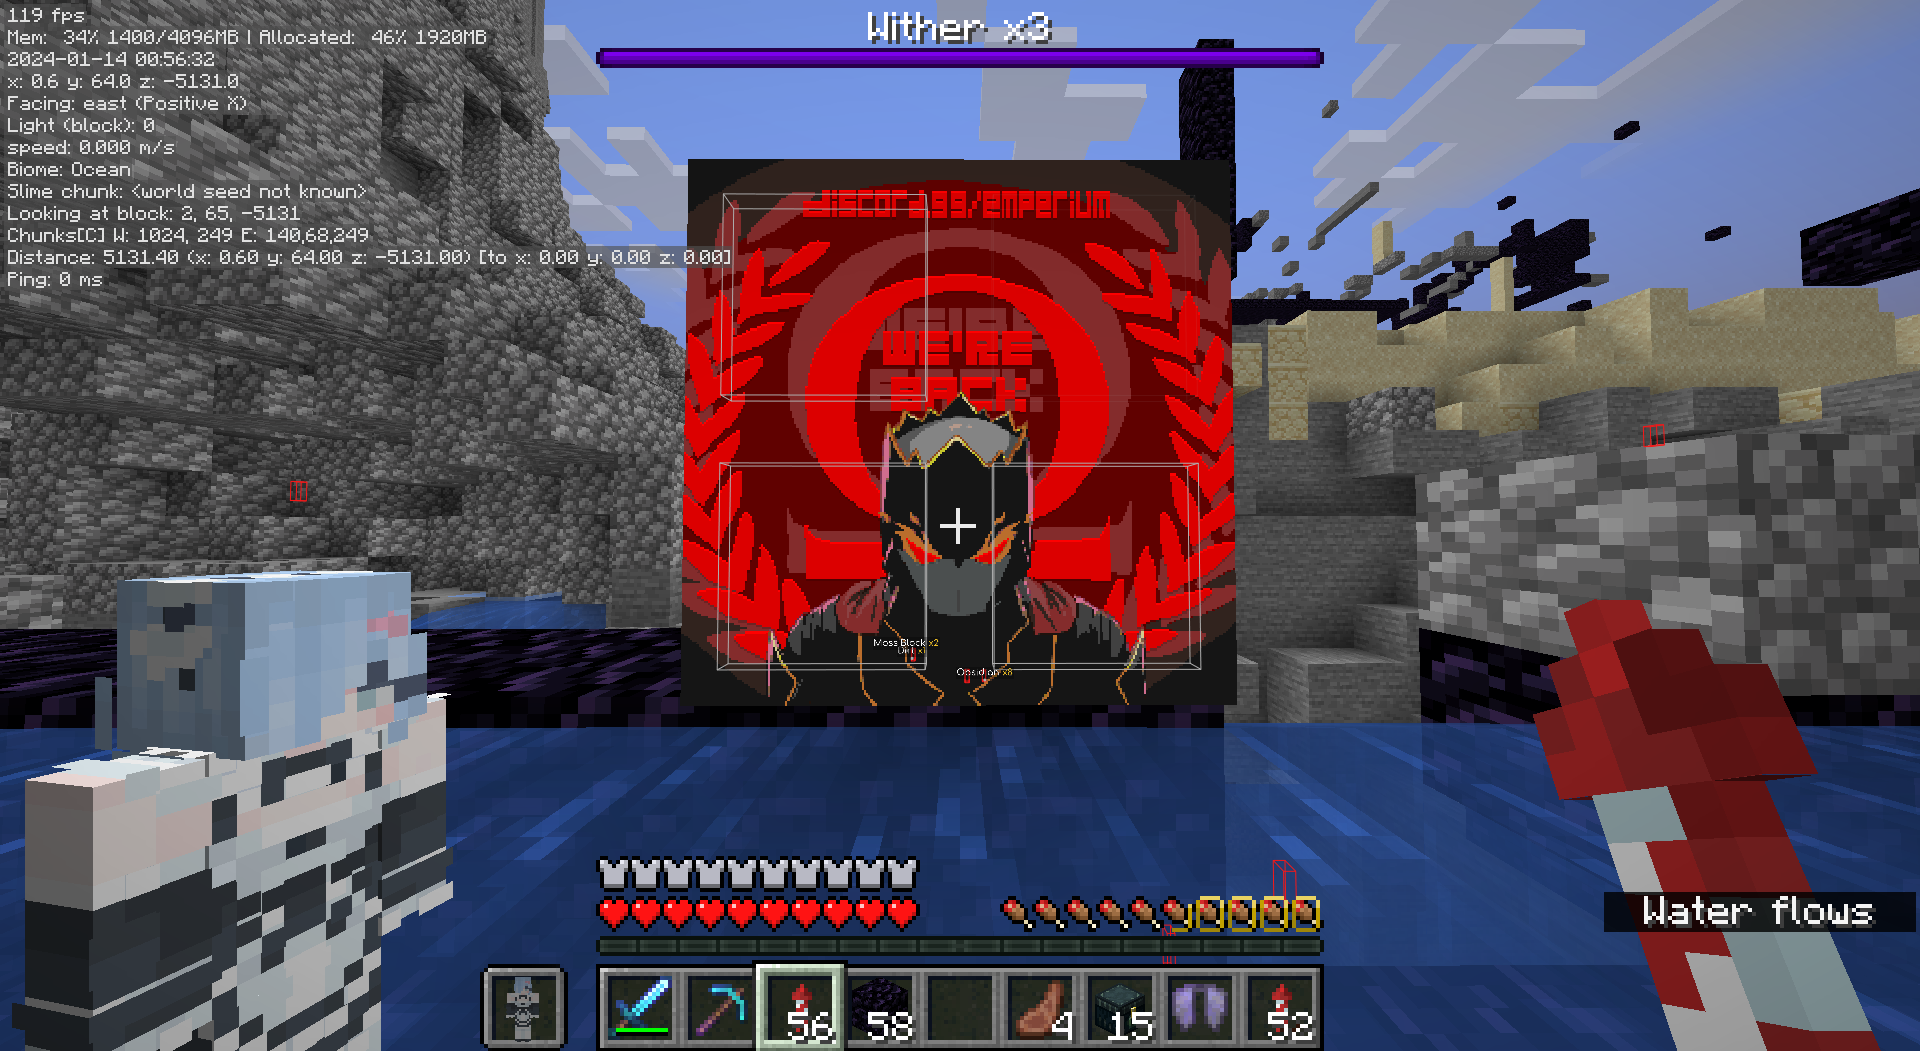 119 fps
Mem: 34% 1400/4096MB | Allocated: 46% 1920MB
2024-01-14 00:56:32
x: 0.6 y: 64.0 z: -5131.0
Facing: east (Positive X)
Light (block): 0
speed: 0.000 m/s
Biome: Ocean
Slime chunk: <world seed not known>
Looking at block: 2, 65, -5131
Chunks[C] W: 1024, 249 E: 140,68,249
Distance: 5131.40 (x: 0.60 y: 64.00 z: -5131.00) [to x: 0.00 y: 0.00 z: 0.00]
Ping: 0 ms
Wither x3
discord.gg/emperium
WE'RE
BACK
Moss Block x2
Dirt x1
Obsidian x8
Water flows
56
58
4
15
52